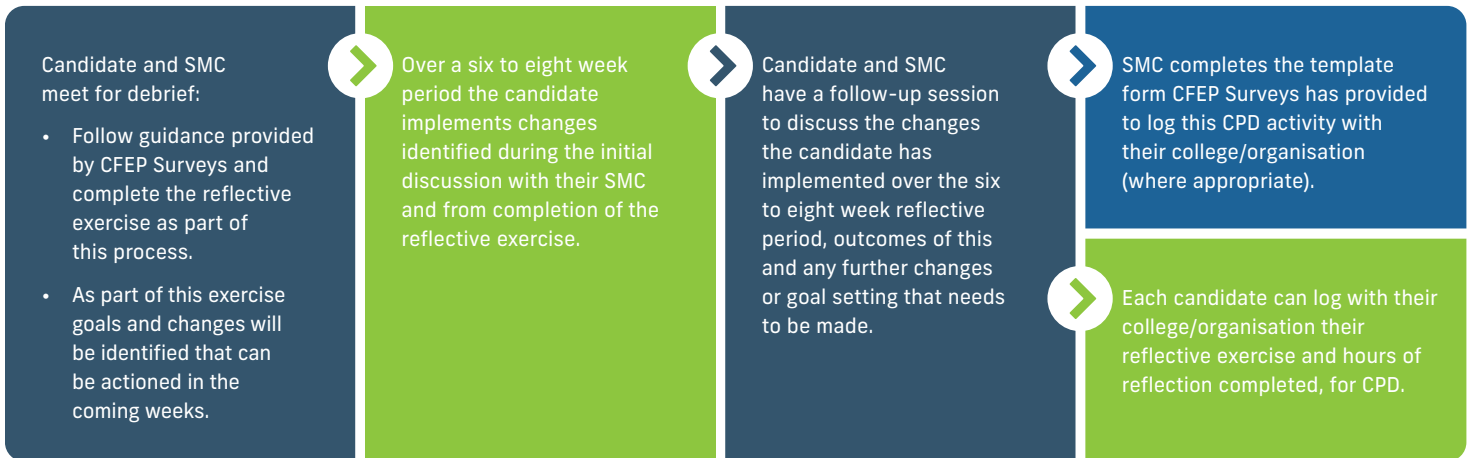 Candidate and SMC
meet for debrief:
• Follow guidance provided
by CFEP Surveys and
complete the reflective
exercise as part of
this process.
• As part of this exercise
goals and changes will
be identified that can
be actioned in the
coming weeks.
Over a six to eight week
period the candidate
implements changes
identified during the initial
discussion with their SMC
and from completion of the
reflective exercise.
Candidate and SMC
have a follow-up session
to discuss the changes
the candidate has
implemented over the six
to eight week reflective
period, outcomes of this
and any further changes
or goal setting that needs
to be made.
SMC completes the template
form CFEP Surveys has provided
to log this CPD activity with
their college/organisation
(where appropriate).
Each candidate can log with their
college/organisation their
reflective exercise and hours of
reflection completed, for CPD.